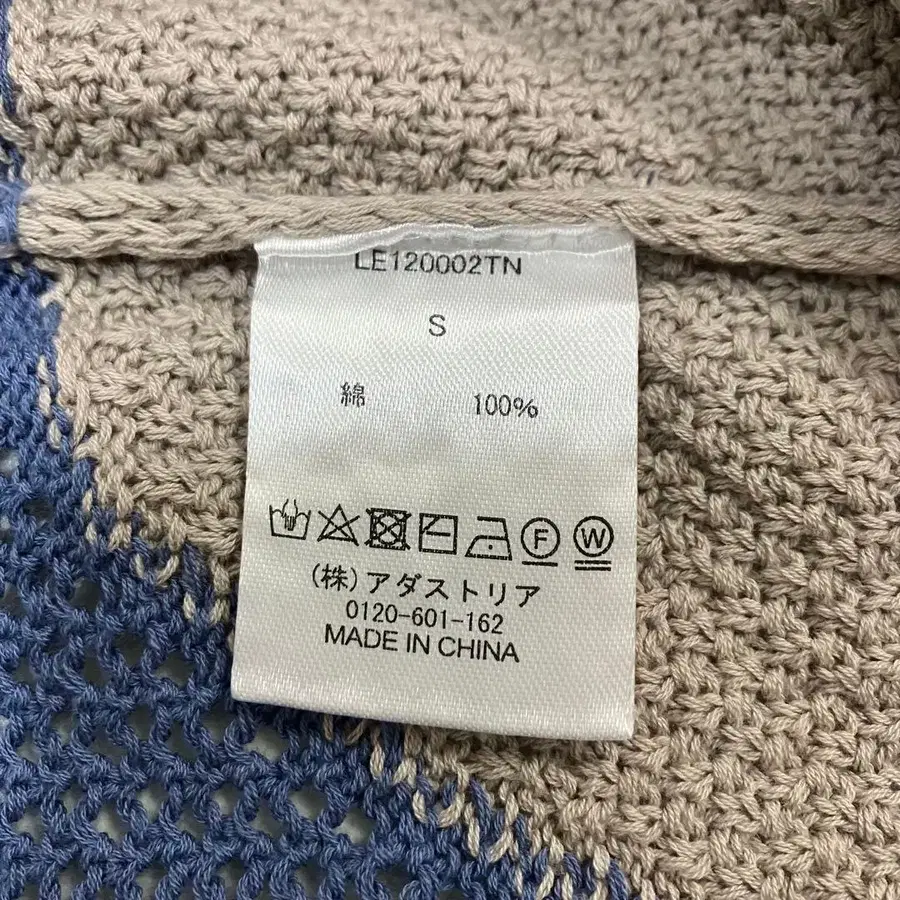 LE120002TN
S
綿 100%
F W
(株)アダストリア
0120-601-162
MADE IN CHINA